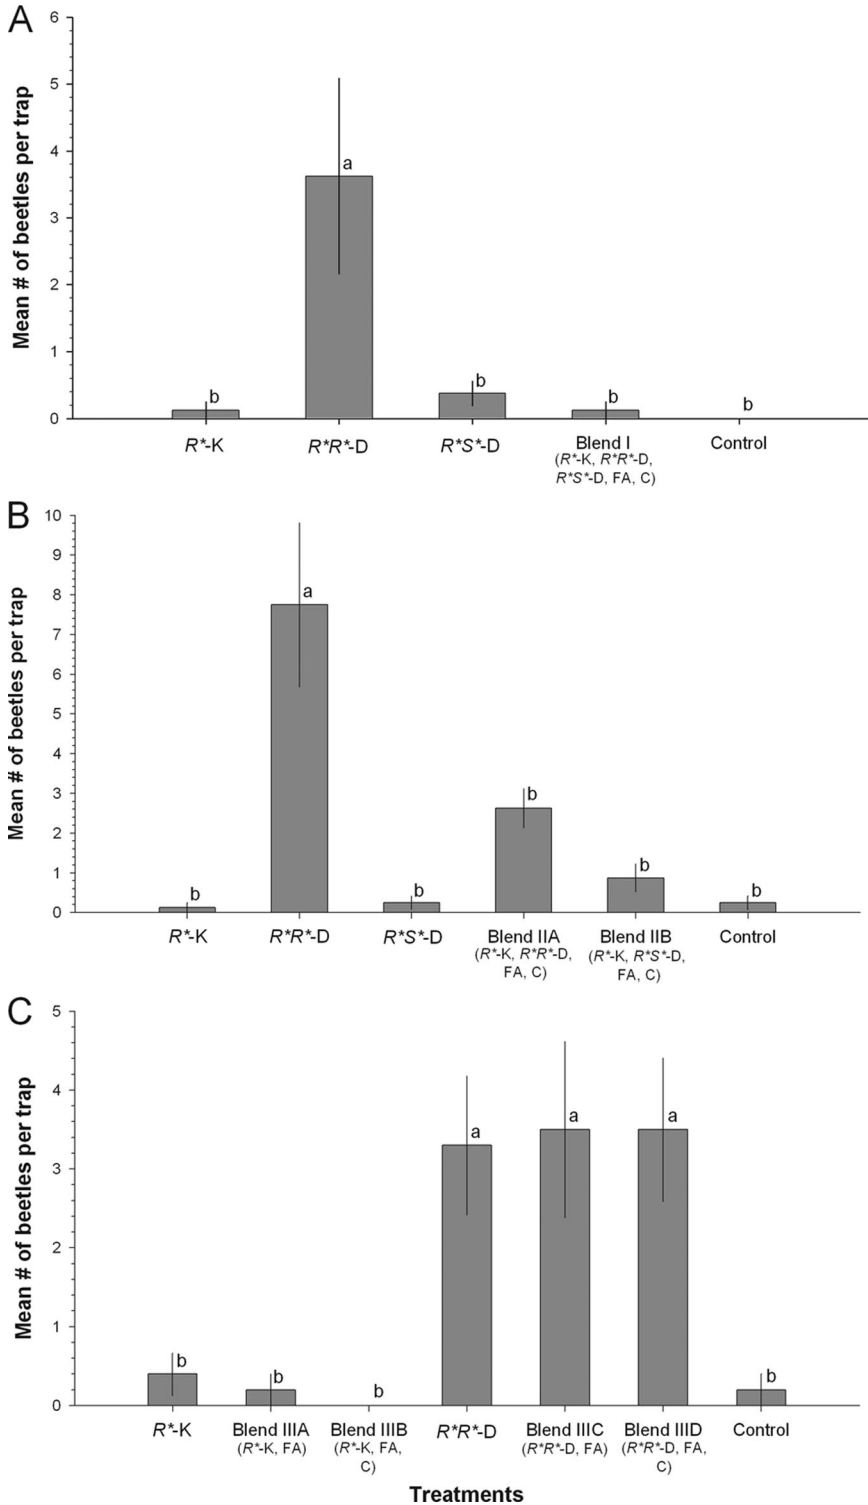 A
Mean # of beetles per trap
6
5
4
3
2
1
0
b
a
b
b
b
R*-K
R*R*-D
R*S*-D
Blend I
(R*-K, R*R*-D,
R*S*-D, FA, C)
Control
B
Mean # of beetles per trap
10
9
8
7
6
5
4
3
2
1
0
b
a
b
b
b
b
R*-K
R*R*-D
R*S*-D
Blend IIA
(R*-K, R*R*-D,
FA, C)
Blend IIB
(R*-K, R*S*-D,
FA, C)
Control
C
Mean # of beetles per trap
5
4
3
2
1
0
b
b
b
a
a
a
b
R*-K
Blend IIIA
(R*-K, FA)
Blend IIIB
(R*-K, FA,
C)
R*R*-D
Blend IIIC
(R*R*-D, FA)
Blend IIID
(R*R*-D, FA,
C)
Control
Treatments